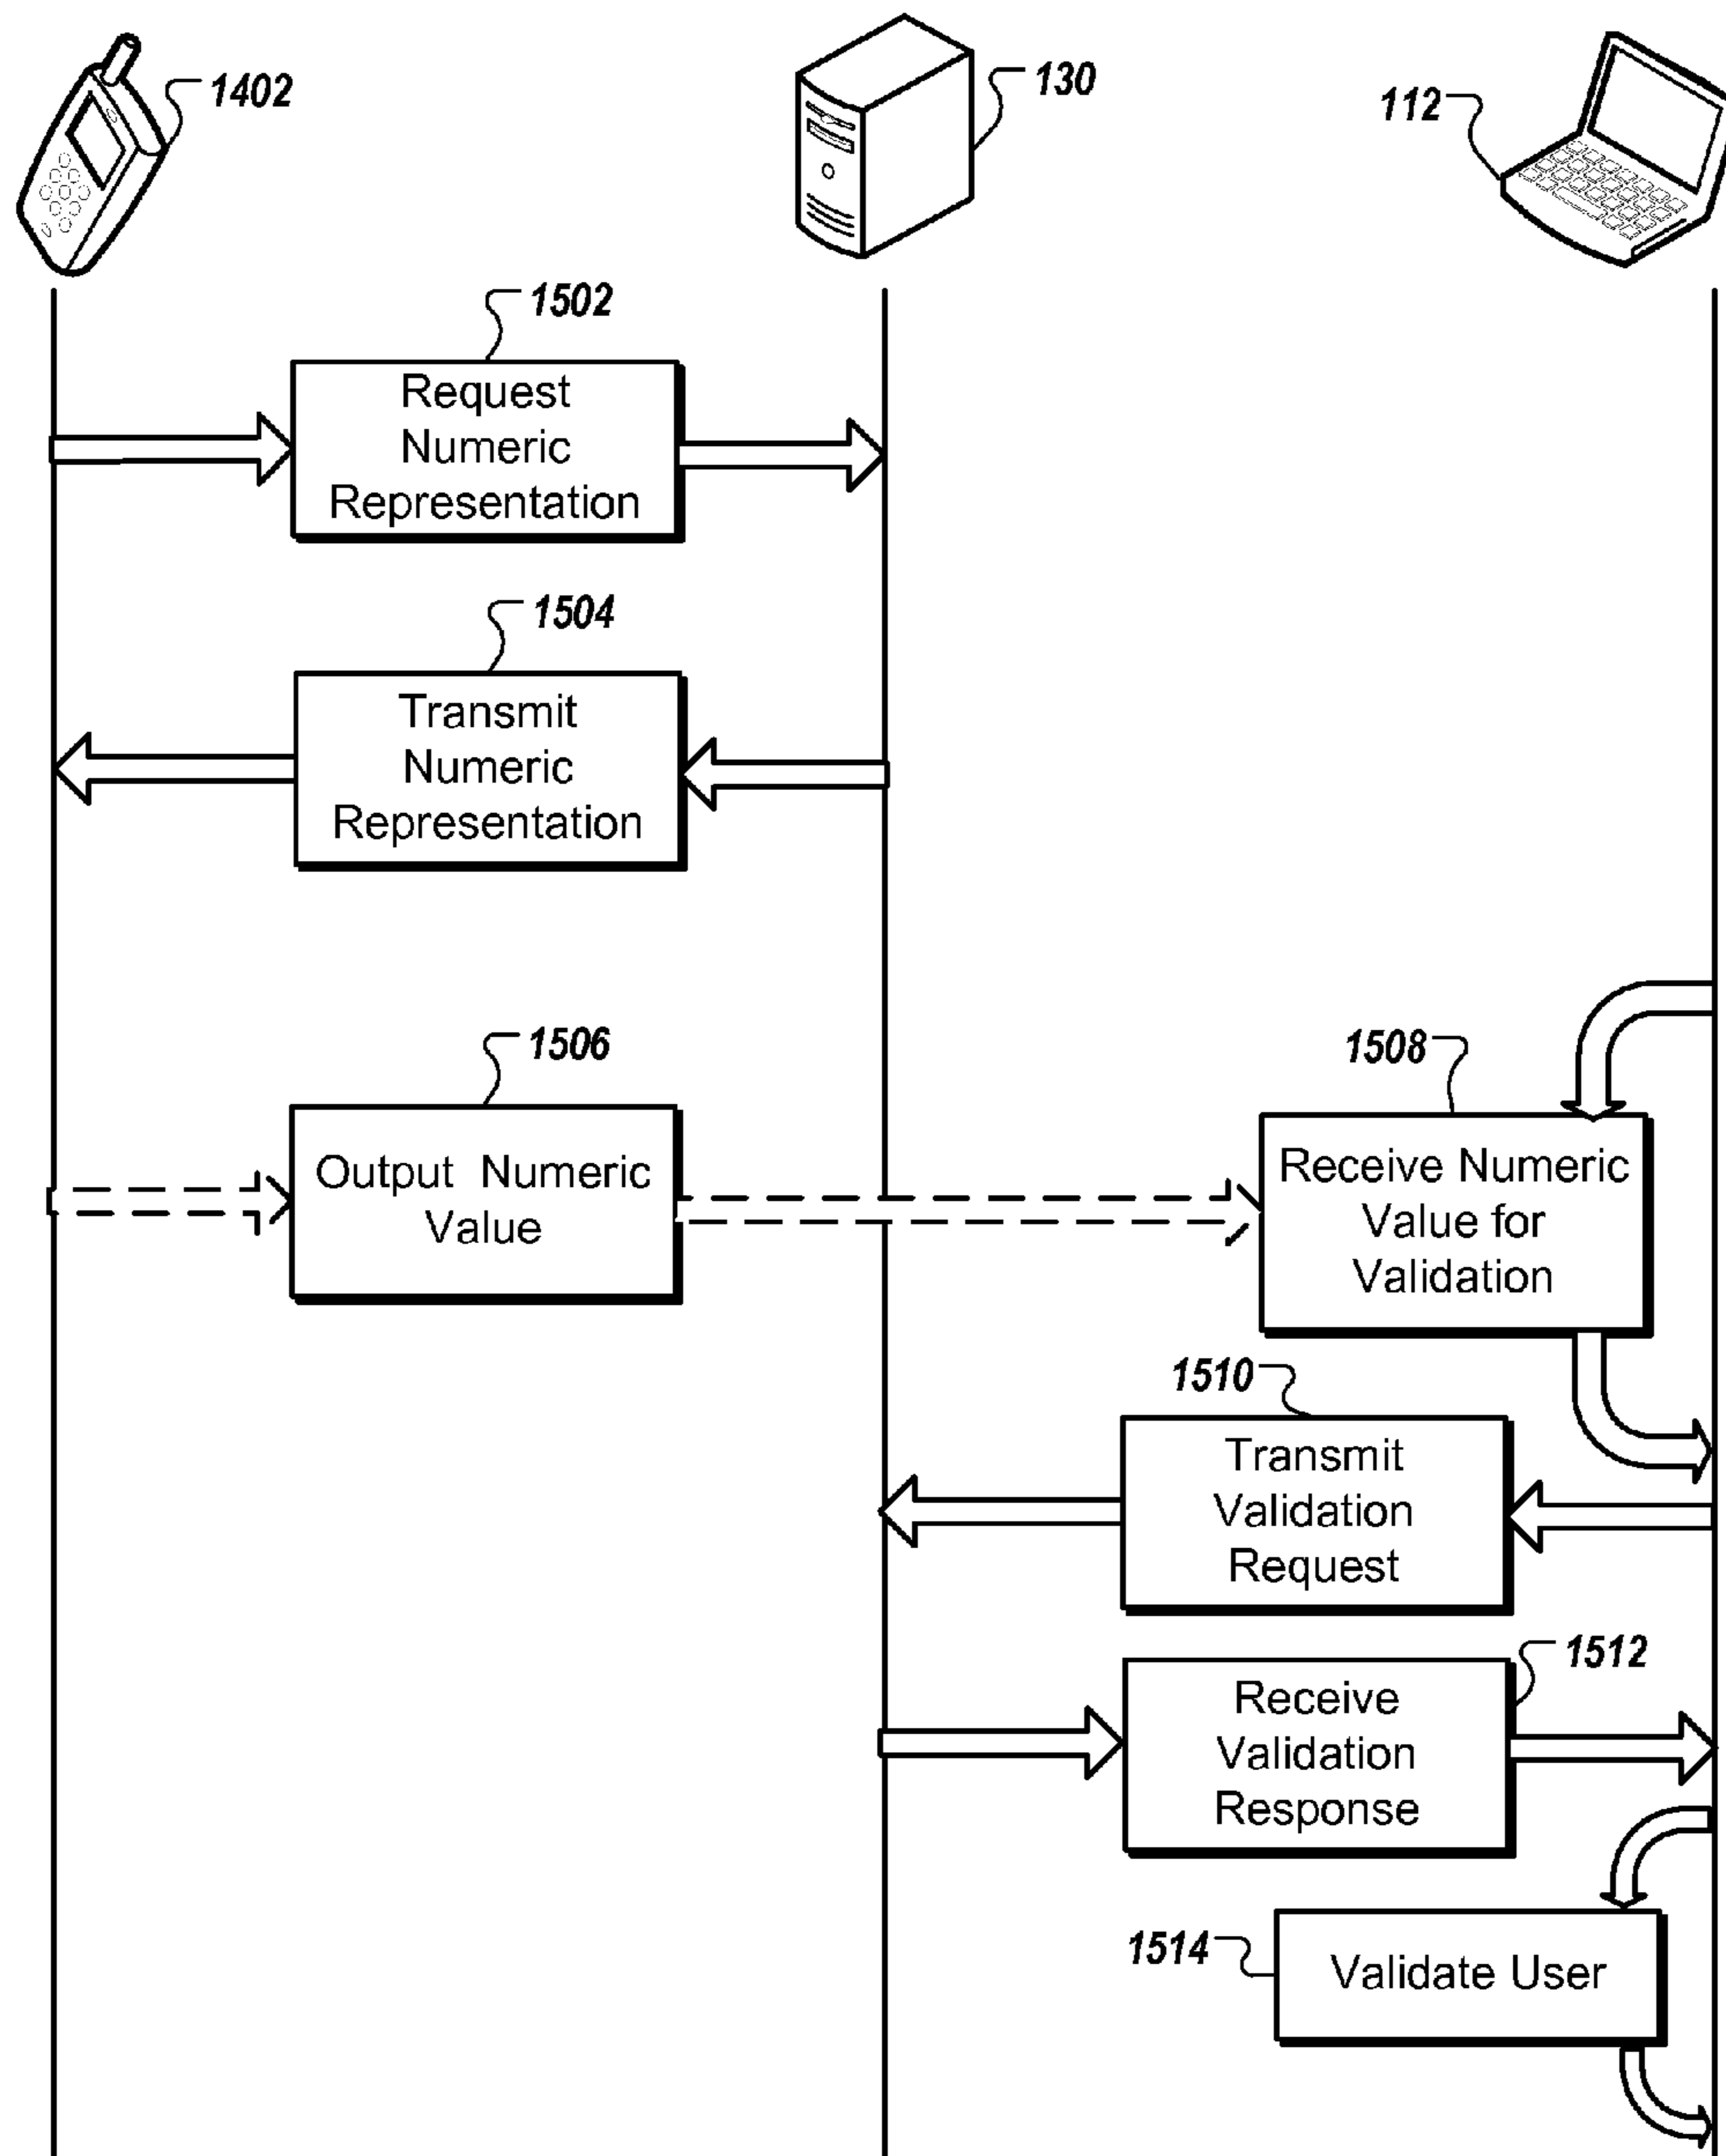 1402
130
112
1502
Request
Numeric
Representation
1504
Transmit
Numeric
Representation
1506
Output Numeric
Value
1508
Receive Numeric
Value for
Validation
1510
Transmit
Validation
Request
1512
Receive
Validation
Response
1514
Validate User